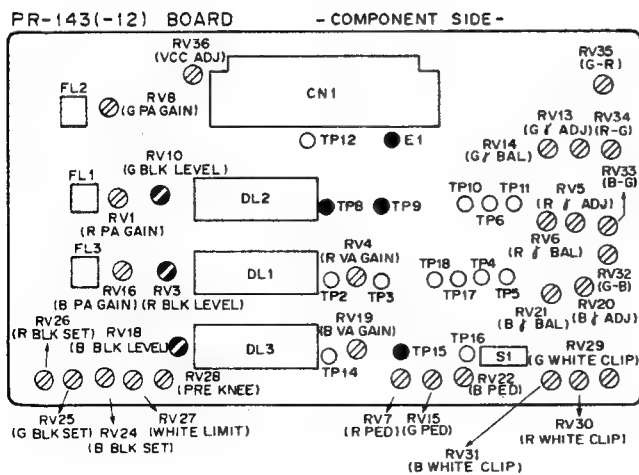 PR-143(-12) BOARD
-COMPONENT SIDE-
RV36
(VCC ADJ)
RV35
(G-R)
FL2
RV8
(G PA GAIN)
CN1
RV13
(G γ ADJ)
RV34
(R-G)
TP12
E1
RV14
(G γ BAL)
RV33
(B-G)
RV10
(G BLK LEVEL)
FL1
RV1
(R PA GAIN)
DL2
TP8
TP9
TP10
TP11
TP6
RV5
(R γ ADJ)
RV6
(R γ BAL)
FL3
RV16
(B PA GAIN)
RV3
(R BLK LEVEL)
DL1
RV4
(R VA GAIN)
TP2
TP3
TP18
TP4
TP17
TP5
RV32
(G-B)
RV26
(R BLK SET)
RV18
(B BLK LEVEL)
RV19
(B VA GAIN)
RV21
(B γ BAL)
RV20
(B γ ADJ)
DL3
TP14
TP15
TP16
S1
RV29
(G WHITE CLIP)
RV28
(PRE KNEE)
RV22
(B PED)
RV25
(G BLK SET)
RV24
(B BLK SET)
RV27
(WHITE LIMIT)
RV7
(R PED)
RV15
(G PED)
RV30
(R WHITE CLIP)
RV31
(B WHITE CLIP)